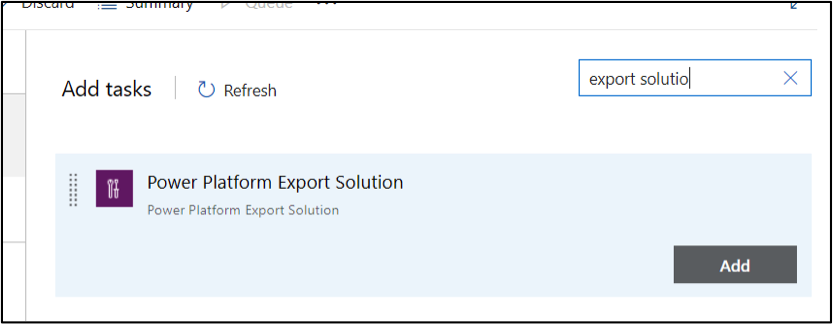 Discard Summary Queue ...
Add tasks Refresh export solutio
Power Platform Export Solution
Power Platform Export Solution
Add